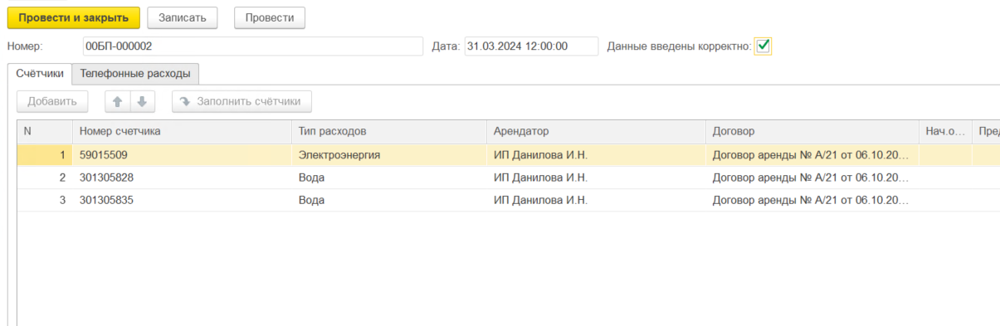 Провести и закрыть Записать Провести
Номер: 00БП-000002 Дата: 31.03.2024 12:00:00 Данные введены корректно:
Счётчики Телефонные расходы
Добавить Заполнить счётчики
N Номер счетчика Тип расходов Арендатор Договор Нач.о... Пред
1 59015509 Электроэнергия ИП Данилова И.Н. Договор аренды № А/21 от 06.10.20...
2 301305828 Вода ИП Данилова И.Н. Договор аренды № А/21 от 06.10.20...
3 301305835 Вода ИП Данилова И.Н. Договор аренды № А/21 от 06.10.20...